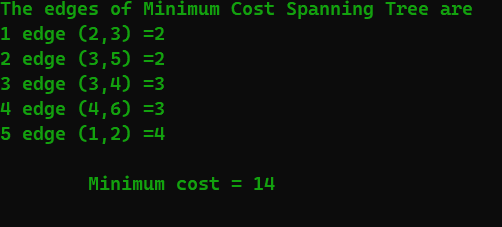 The edges of Minimum Cost Spanning Tree are
1 edge (2,3) =2
2 edge (3,5) =2
3 edge (3,4) =3
4 edge (4,6) =3
5 edge (1,2) =4
Minimum cost = 14